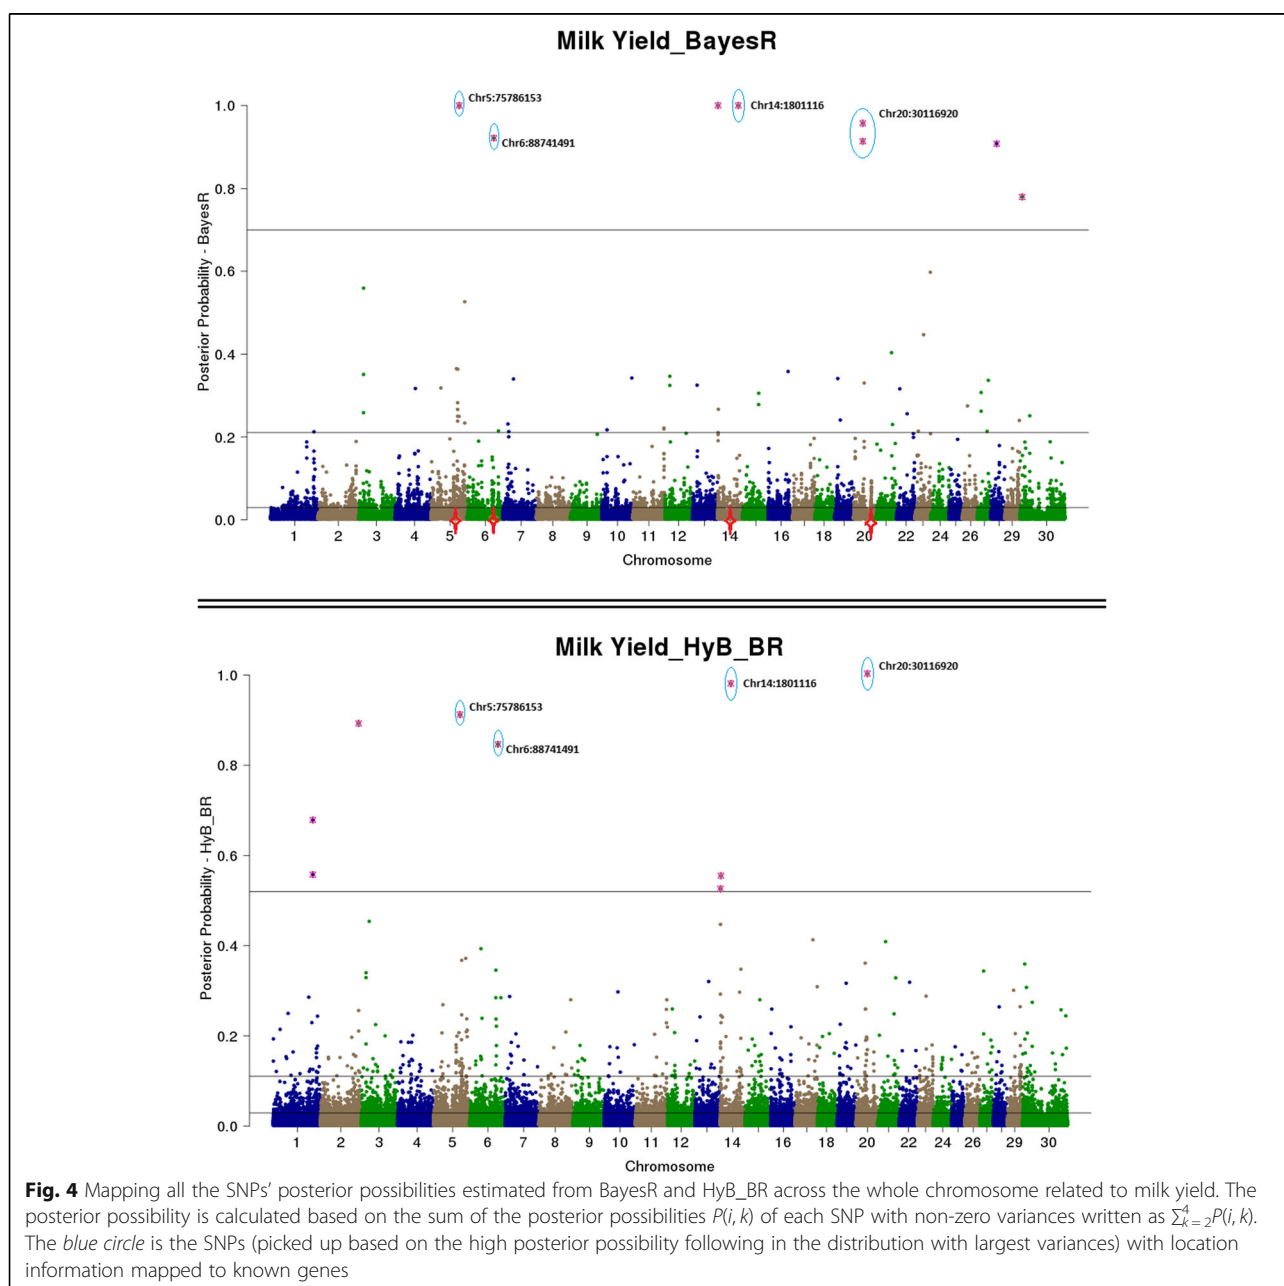 Milk Yield_BayesR
Posterior Probability - BayesR
1.0
0.8
0.6
0.4
0.2
0.0
Chr5:75786153
Chr6:88741491
Chr14:1801116
Chr20:30116920
1 2 3 4 5 6 7 8 9 10 11 12 14 16 18 20 22 24 26 29 30
Chromosome
Milk Yield_HyB_BR
Posterior Probability - HyB_BR
1.0
0.8
0.6
0.4
0.2
0.0
Chr5:75786153
Chr6:88741491
Chr14:1801116
Chr20:30116920
1 2 3 4 5 6 7 8 9 10 11 12 14 16 18 20 22 24 26 29 30
Chromosome
Fig. 4 Mapping all the SNPs’ posterior possibilities estimated from BayesR and HyB_BR across the whole chromosome related to milk yield. The
posterior possibility is calculated based on the sum of the posterior possibilities P(i, k) of each SNP with non-zero variances written as ∑⁴ₖ₌₂P(i, k).
The blue circle is the SNPs (picked up based on the high posterior possibility following in the distribution with largest variances) with location
information mapped to known genes